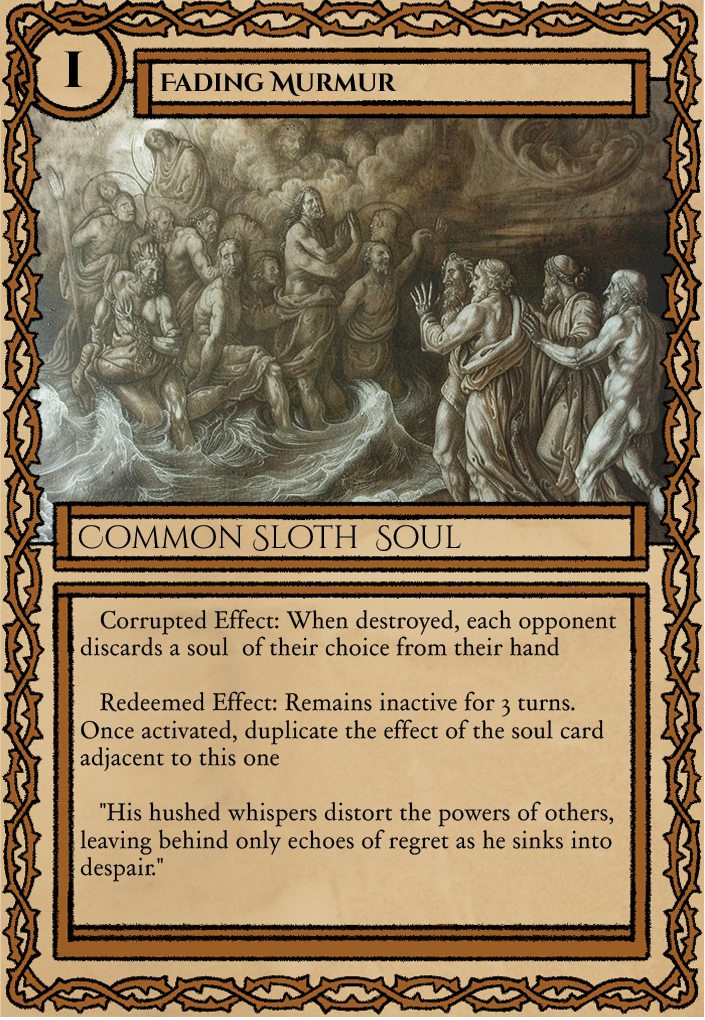 I
Fading Murmur
Common Sloth Soul
Corrupted Effect: When destroyed, each opponent
discards a soul of their choice from their hand
Redeemed Effect: Remains inactive for 3 turns.
Once activated, duplicate the effect of the soul card
adjacent to this one
"His hushed whispers distort the powers of others,
leaving behind only echoes of regret as he sinks into
despair."